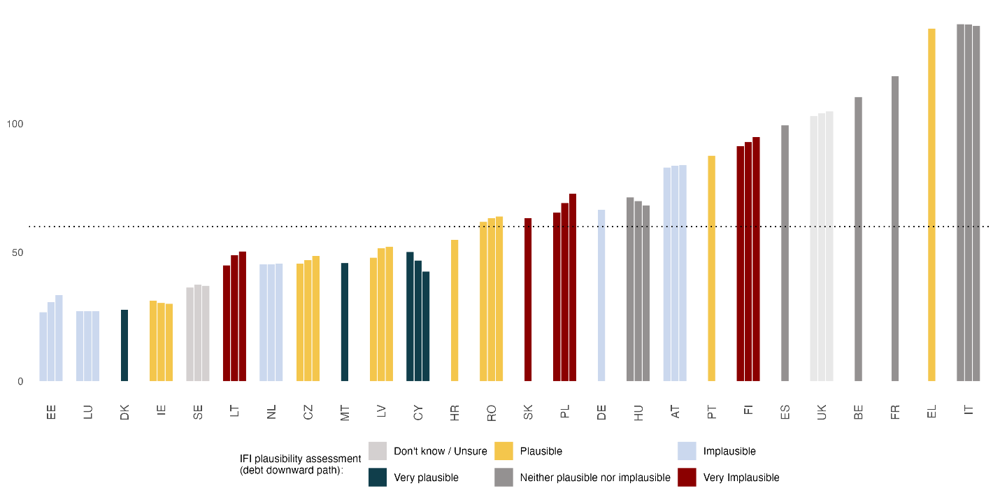 100
50
0
EE LU DK IE SE LT NL CZ MT LV CY HR RO SK PL DE HU AT PT FI ES UK BE FR EL IT
IFI plausibility assessment
(debt downward path):
Don't know / Unsure
Plausible
Implausible
Very plausible
Neither plausible nor implausible
Very Implausible